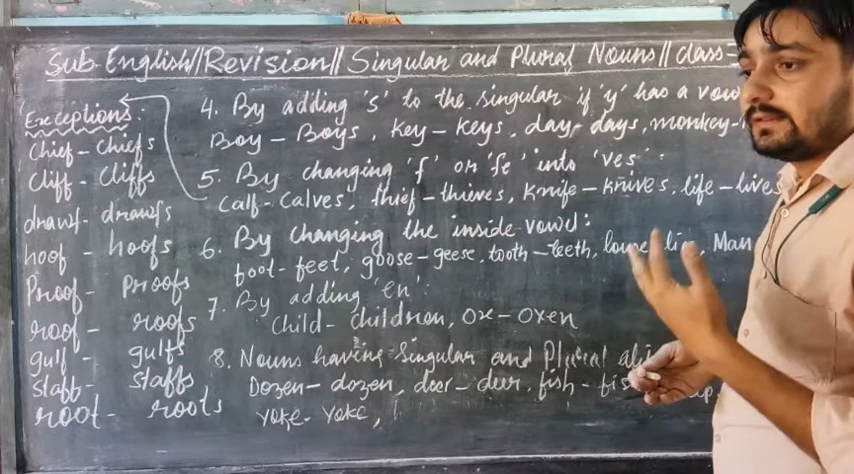 Sub English//Revision// Singular and Plural Nouns// Class-
Exceptions:
Chief - Chiefs
Cliff - Cliffs
drawf - drawfs
hoof - hoofs
Proof - Proofs
roof - roofs
gulf - gulfs
staff - staffs
root - roots
4. By adding 's' to the singular if 'y' has a vow
Boy - Boys, key - keys, day - days, monkey -
5. By changing 'f' or 'fe' into 'ves':
Calf - Calves, thief - thieves, knife - knives, life - lives
6. By changing the inside vowel:
foot - feet, goose - geese, tooth - teeth, Man
7. By adding 'en':
Child - children, Ox - Oxen
8. Nouns having Singular and Plural ali
Dozen - dozen, deer - deer, fish - fis
Yoke - Yoke,